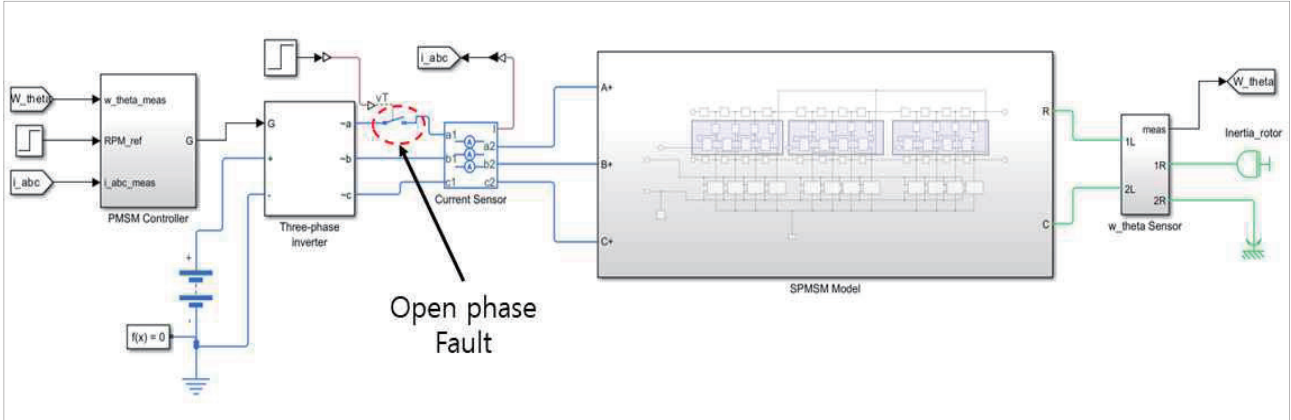 W_theta
RPM_ref
i_abc
w_theta_meas
RPM_ref
i_abc_meas
G
PMSM Controller
G
+
-
~a
~b
~c
Three-phase
inverter
+
-
f(x) = 0
vT
i_abc
I
a1
a2
b1
b2
c1
c2
A
A
A
Current Sensor
Open phase
Fault
A+
B+
C+
R
C
SPMSM Model
meas
1L
1R
2L
2R
w_theta Sensor
W_theta
Inertia_rotor